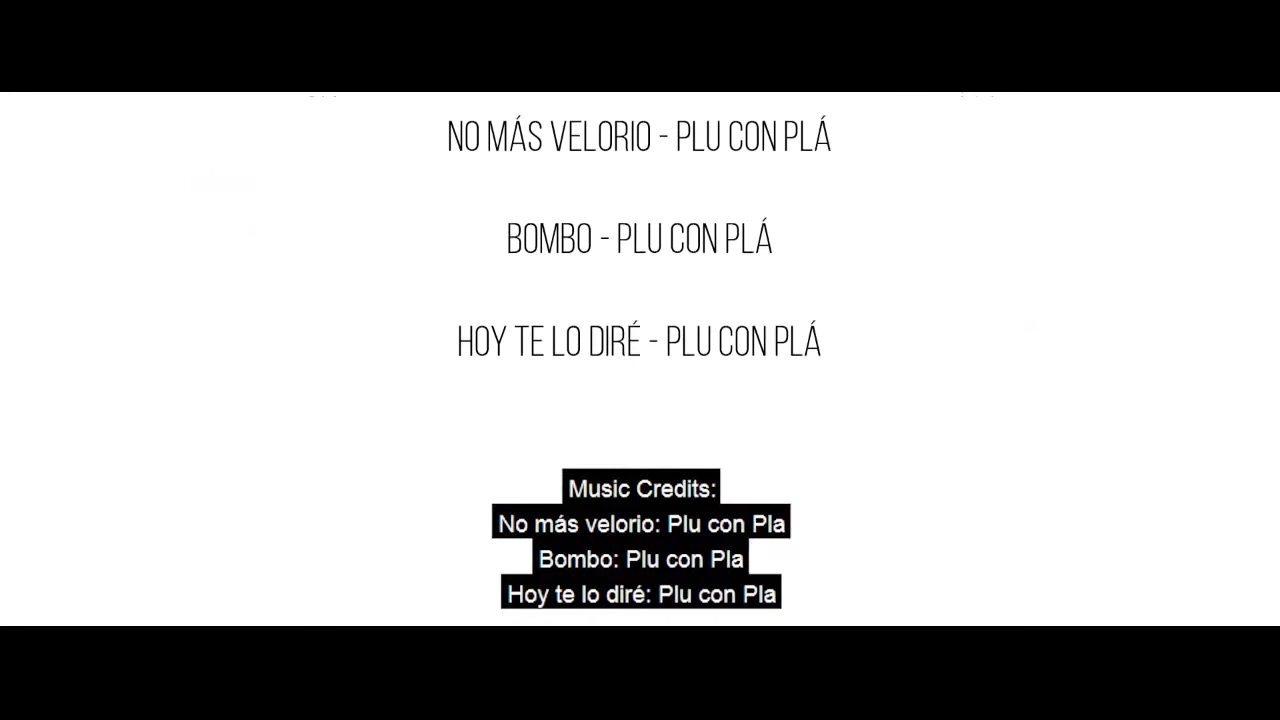 NO MÁS VELORIO - PLU CON PLÁ
BOMBO - PLU CON PLÁ
HOY TE LO DIRÉ - PLU CON PLÁ
Music Credits:
No más velorio: Plu con Pla
Bombo: Plu con Pla
Hoy te lo diré: Plu con Pla